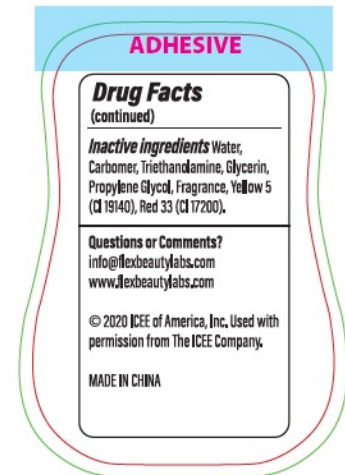 ADHESIVE
Drug Facts
(continued)
Inactive ingredients Water,
Carbomer, Triethanolamine, Glycerin,
Propylene Glycol, Fragrance, Yellow 5
(CI 19140), Red 33 (CI 17200).
Questions or Comments?
info@flexbeautylabs.com
www.flexbeautylabs.com
© 2020 ICEE of America, Inc. Used with
permission from The ICEE Company.
MADE IN CHINA